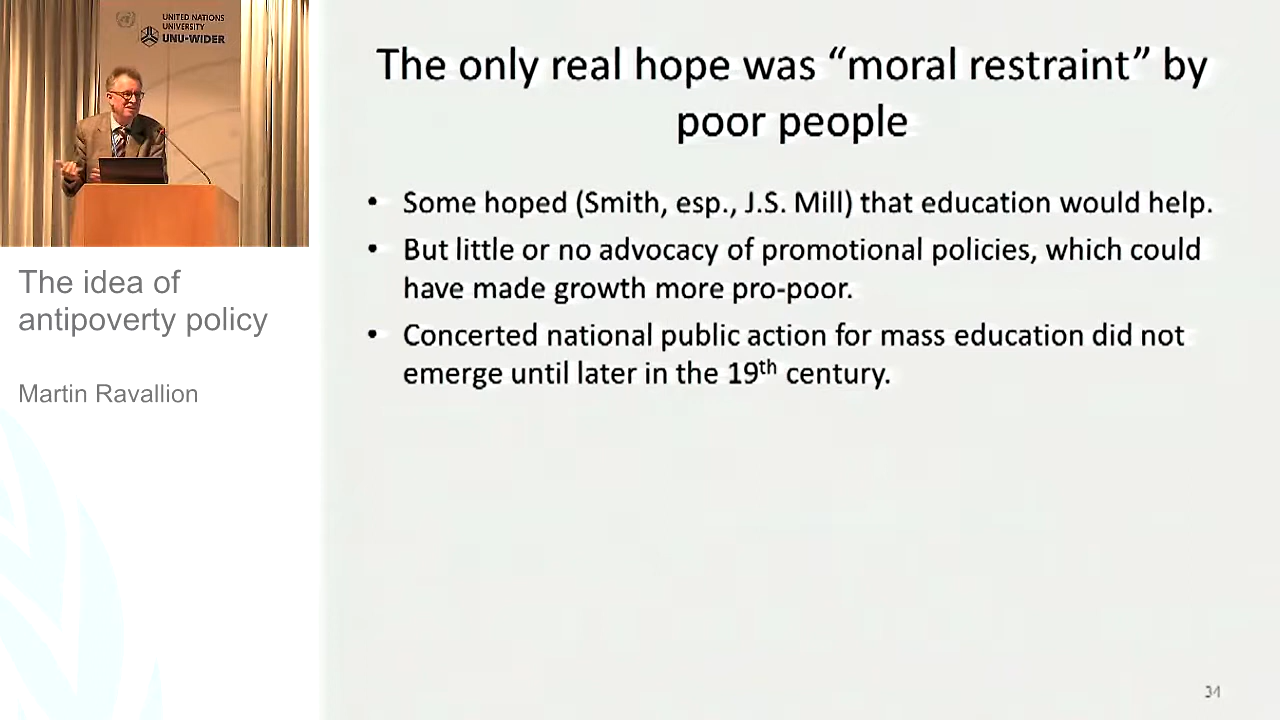 UNITED NATIONS
UNIVERSITY
UNU-WIDER
The only real hope was “moral restraint” by
poor people
• Some hoped (Smith, esp., J.S. Mill) that education would help.
• But little or no advocacy of promotional policies, which could
have made growth more pro-poor.
• Concerted national public action for mass education did not
emerge until later in the 19th century.
The idea of
antipoverty policy
Martin Ravallion
34